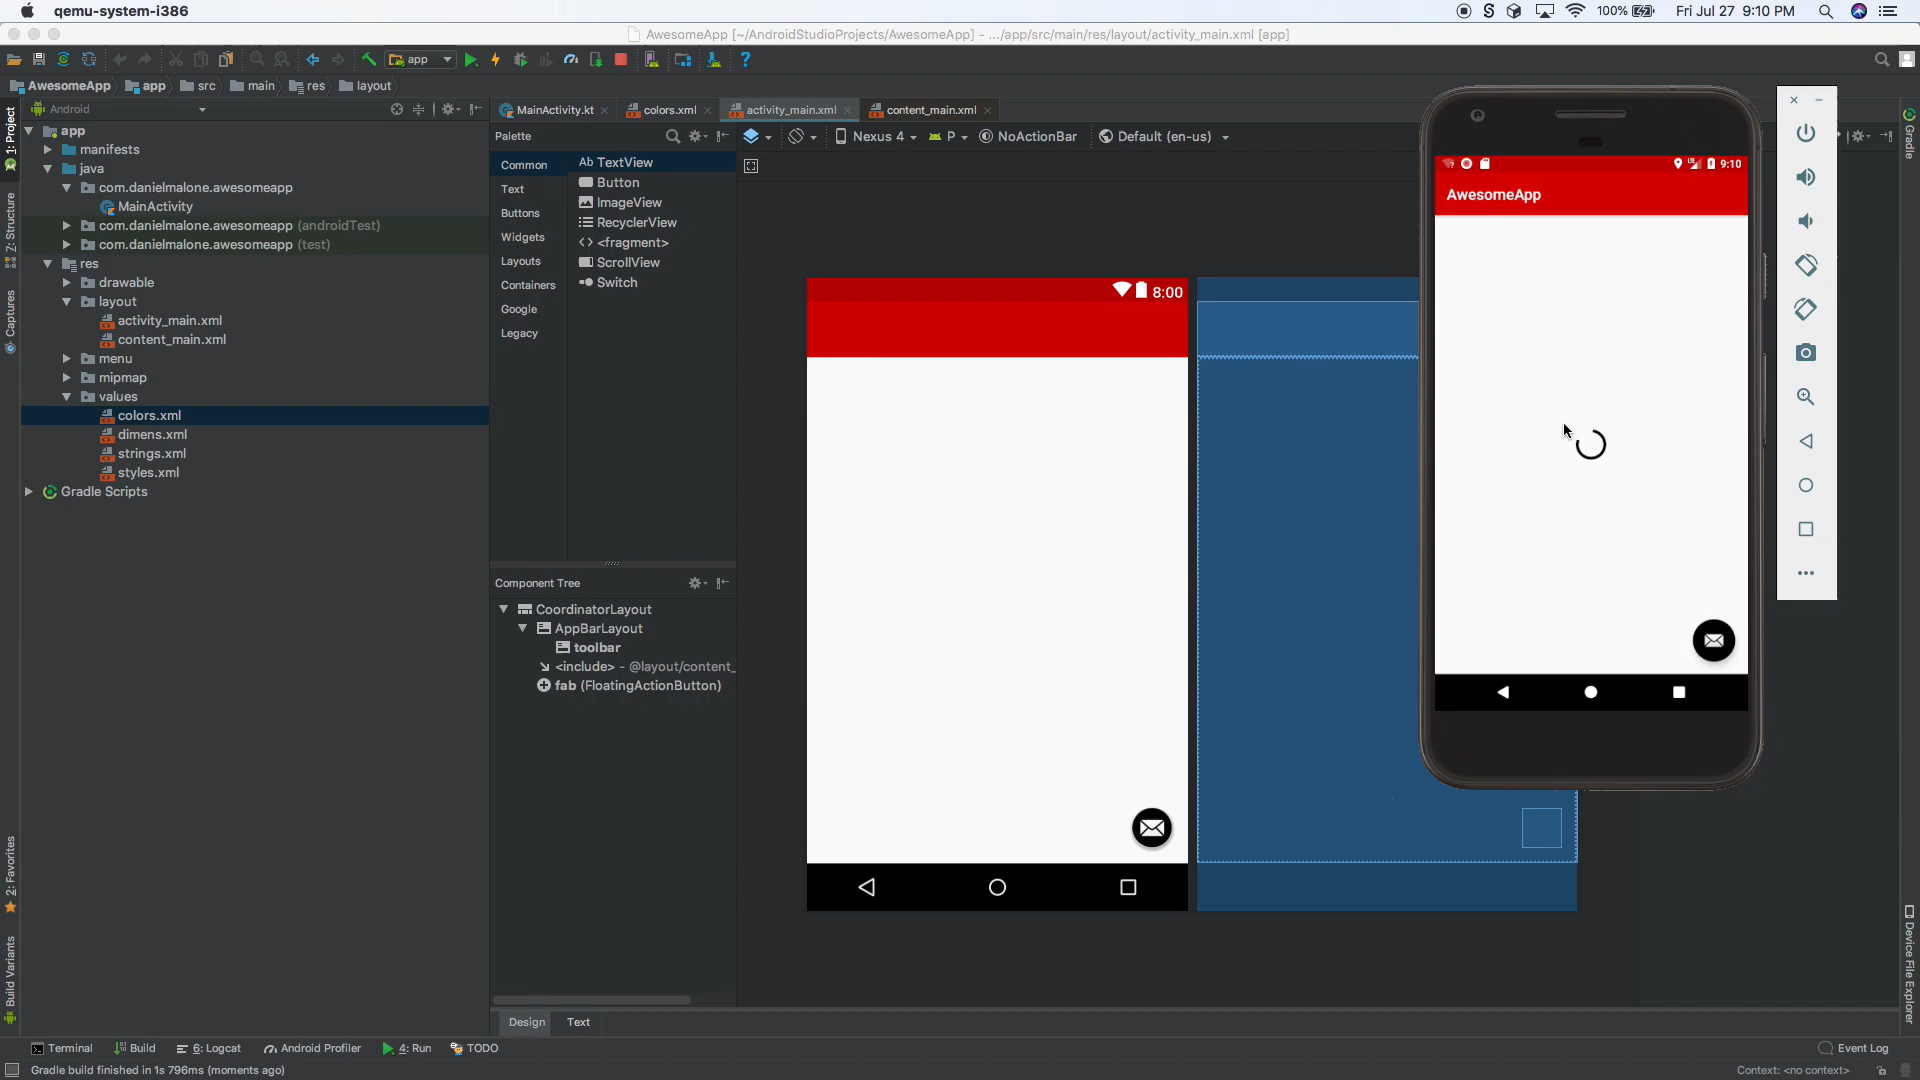 qemu-system-i386
100%
Fri Jul 27 9:10 PM
AwesomeApp [~/AndroidStudioProjects/AwesomeApp] - .../app/src/main/res/layout/activity_main.xml [app]
app
AwesomeApp
app
src
main
res
layout
Android
1: Project
Z: Structure
Captures
2: Favorites
Build Variants
app
manifests
java
com.danielmalone.awesomeapp
MainActivity
com.danielmalone.awesomeapp (androidTest)
com.danielmalone.awesomeapp (test)
res
drawable
layout
activity_main.xml
content_main.xml
menu
mipmap
values
colors.xml
dimens.xml
strings.xml
styles.xml
Gradle Scripts
MainActivity.kt
colors.xml
activity_main.xml
content_main.xml
Palette
Common
Text
Buttons
Widgets
Layouts
Containers
Google
Legacy
Ab TextView
Button
ImageView
RecyclerView
<fragment>
ScrollView
Switch
Component Tree
CoordinatorLayout
AppBarLayout
toolbar
<include> - @layout/content_
fab (FloatingActionButton)
Nexus 4
P
NoActionBar
Default (en-us)
8:00
9:10
AwesomeApp
Gradle
Device File Explorer
Design
Text
Terminal
Build
6: Logcat
Android Profiler
4: Run
TODO
Event Log
Gradle build finished in 1s 796ms (moments ago)
Context: <no context>